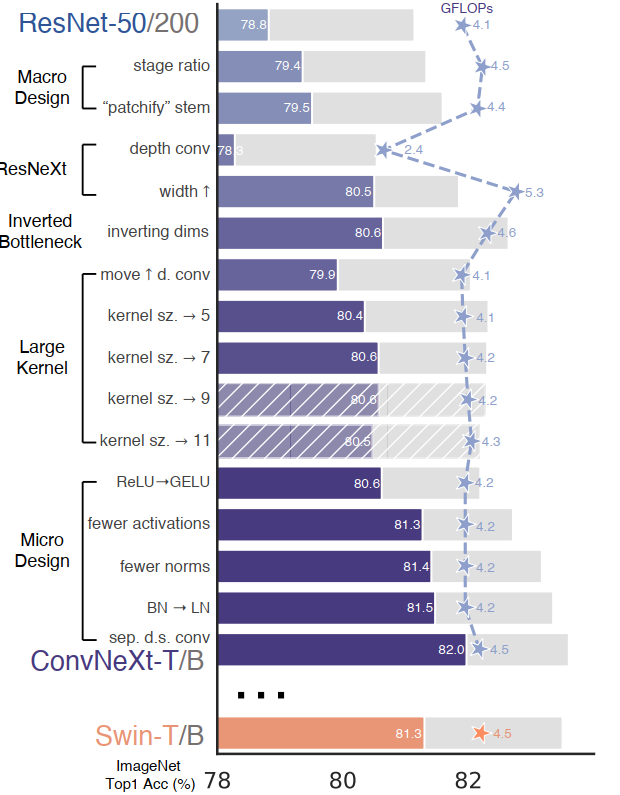 GFLOPs
ResNet-50/200 78.8 4.1
stage ratio 79.4 4.5
Macro
Design
"patchify" stem 79.5 4.4
depth conv 78.3 2.4
ResNeXt
width ↑ 80.5 5.3
Inverted
Bottleneck
inverting dims 80.6 4.6
move ↑ d. conv 79.9 4.1
kernel sz. → 5 80.4 4.1
Large
Kernel
kernel sz. → 7 80.6 4.2
kernel sz. → 9 80.6 4.2
kernel sz. → 11 80.5 4.3
ReLU→GELU 80.6 4.2
fewer activations 81.3 4.2
Micro
Design
fewer norms 81.4 4.2
BN → LN 81.5 4.2
sep. d.s. conv
82.0 4.5
ConvNeXt-T/B
...
Swin-T/B 81.3 4.5
ImageNet
Top1 Acc (%) 78 80 82